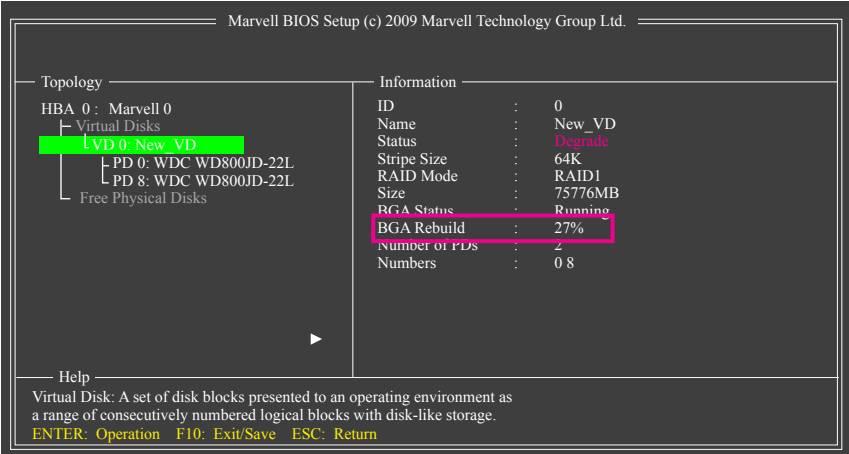 Marvell BIOS Setup (c) 2009 Marvell Technology Group Ltd.
Topology
HBA 0 : Marvell 0
Virtual Disks
VD 0: New_VD
PD 0: WDC WD800JD-22L
PD 8: WDC WD800JD-22L
Free Physical Disks
Information
ID : 0
Name : New_VD
Status : Degrade
Stripe Size : 64K
RAID Mode : RAID1
Size : 75776MB
BGA Status : Running
BGA Rebuild : 27%
Number of PDs : 2
Numbers : 0 8
Help
Virtual Disk: A set of disk blocks presented to an operating environment as
a range of consecutively numbered logical blocks with disk-like storage.
ENTER: Operation F10: Exit/Save ESC: Return